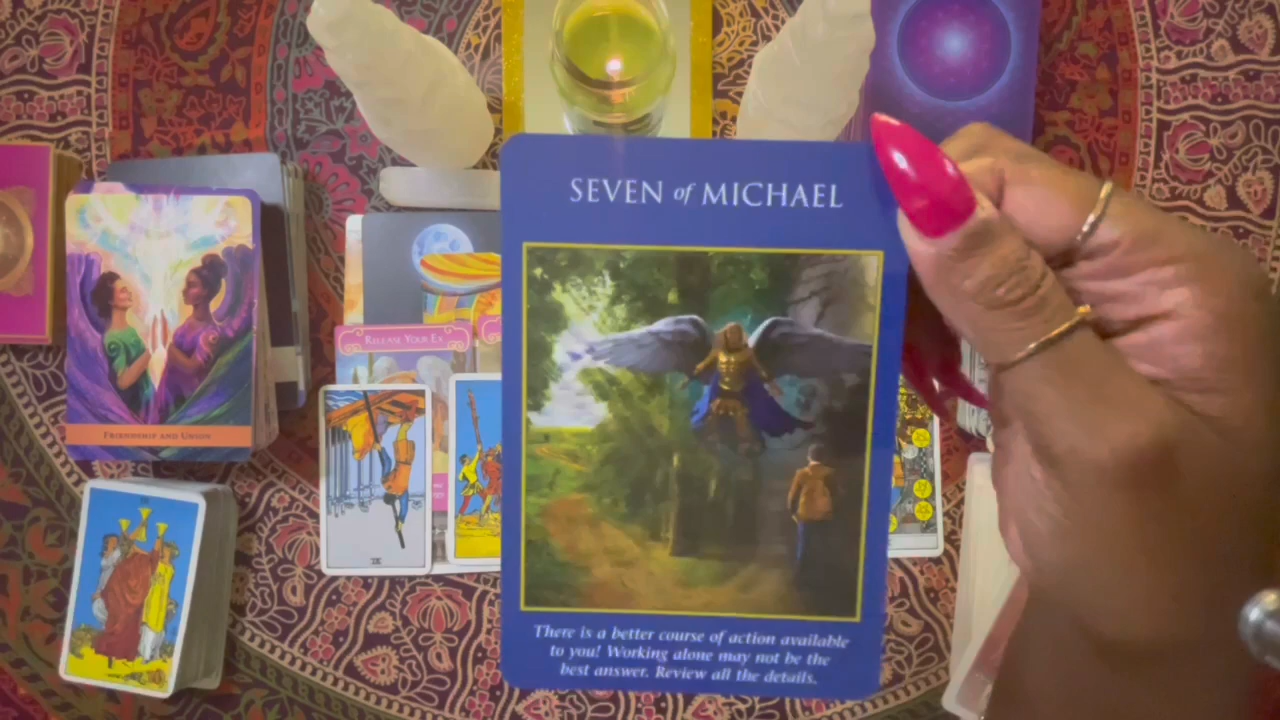 SEVEN of MICHAEL
RELEASE YOUR EX
FRIENDSHIP AND UNION
There is a better course of action available
to you! Working alone may not be the
best answer. Review all the details.